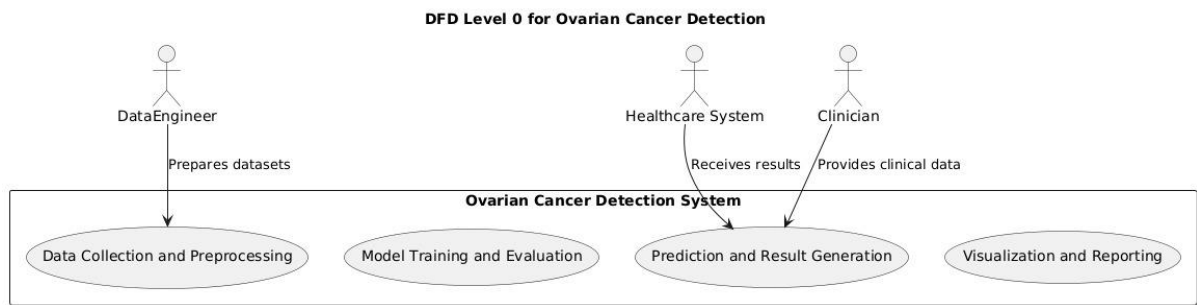 DFD Level 0 for Ovarian Cancer Detection
DataEngineer
Healthcare System
Clinician
Prepares datasets
Receives results
Provides clinical data
Ovarian Cancer Detection System
Data Collection and Preprocessing
Model Training and Evaluation
Prediction and Result Generation
Visualization and Reporting